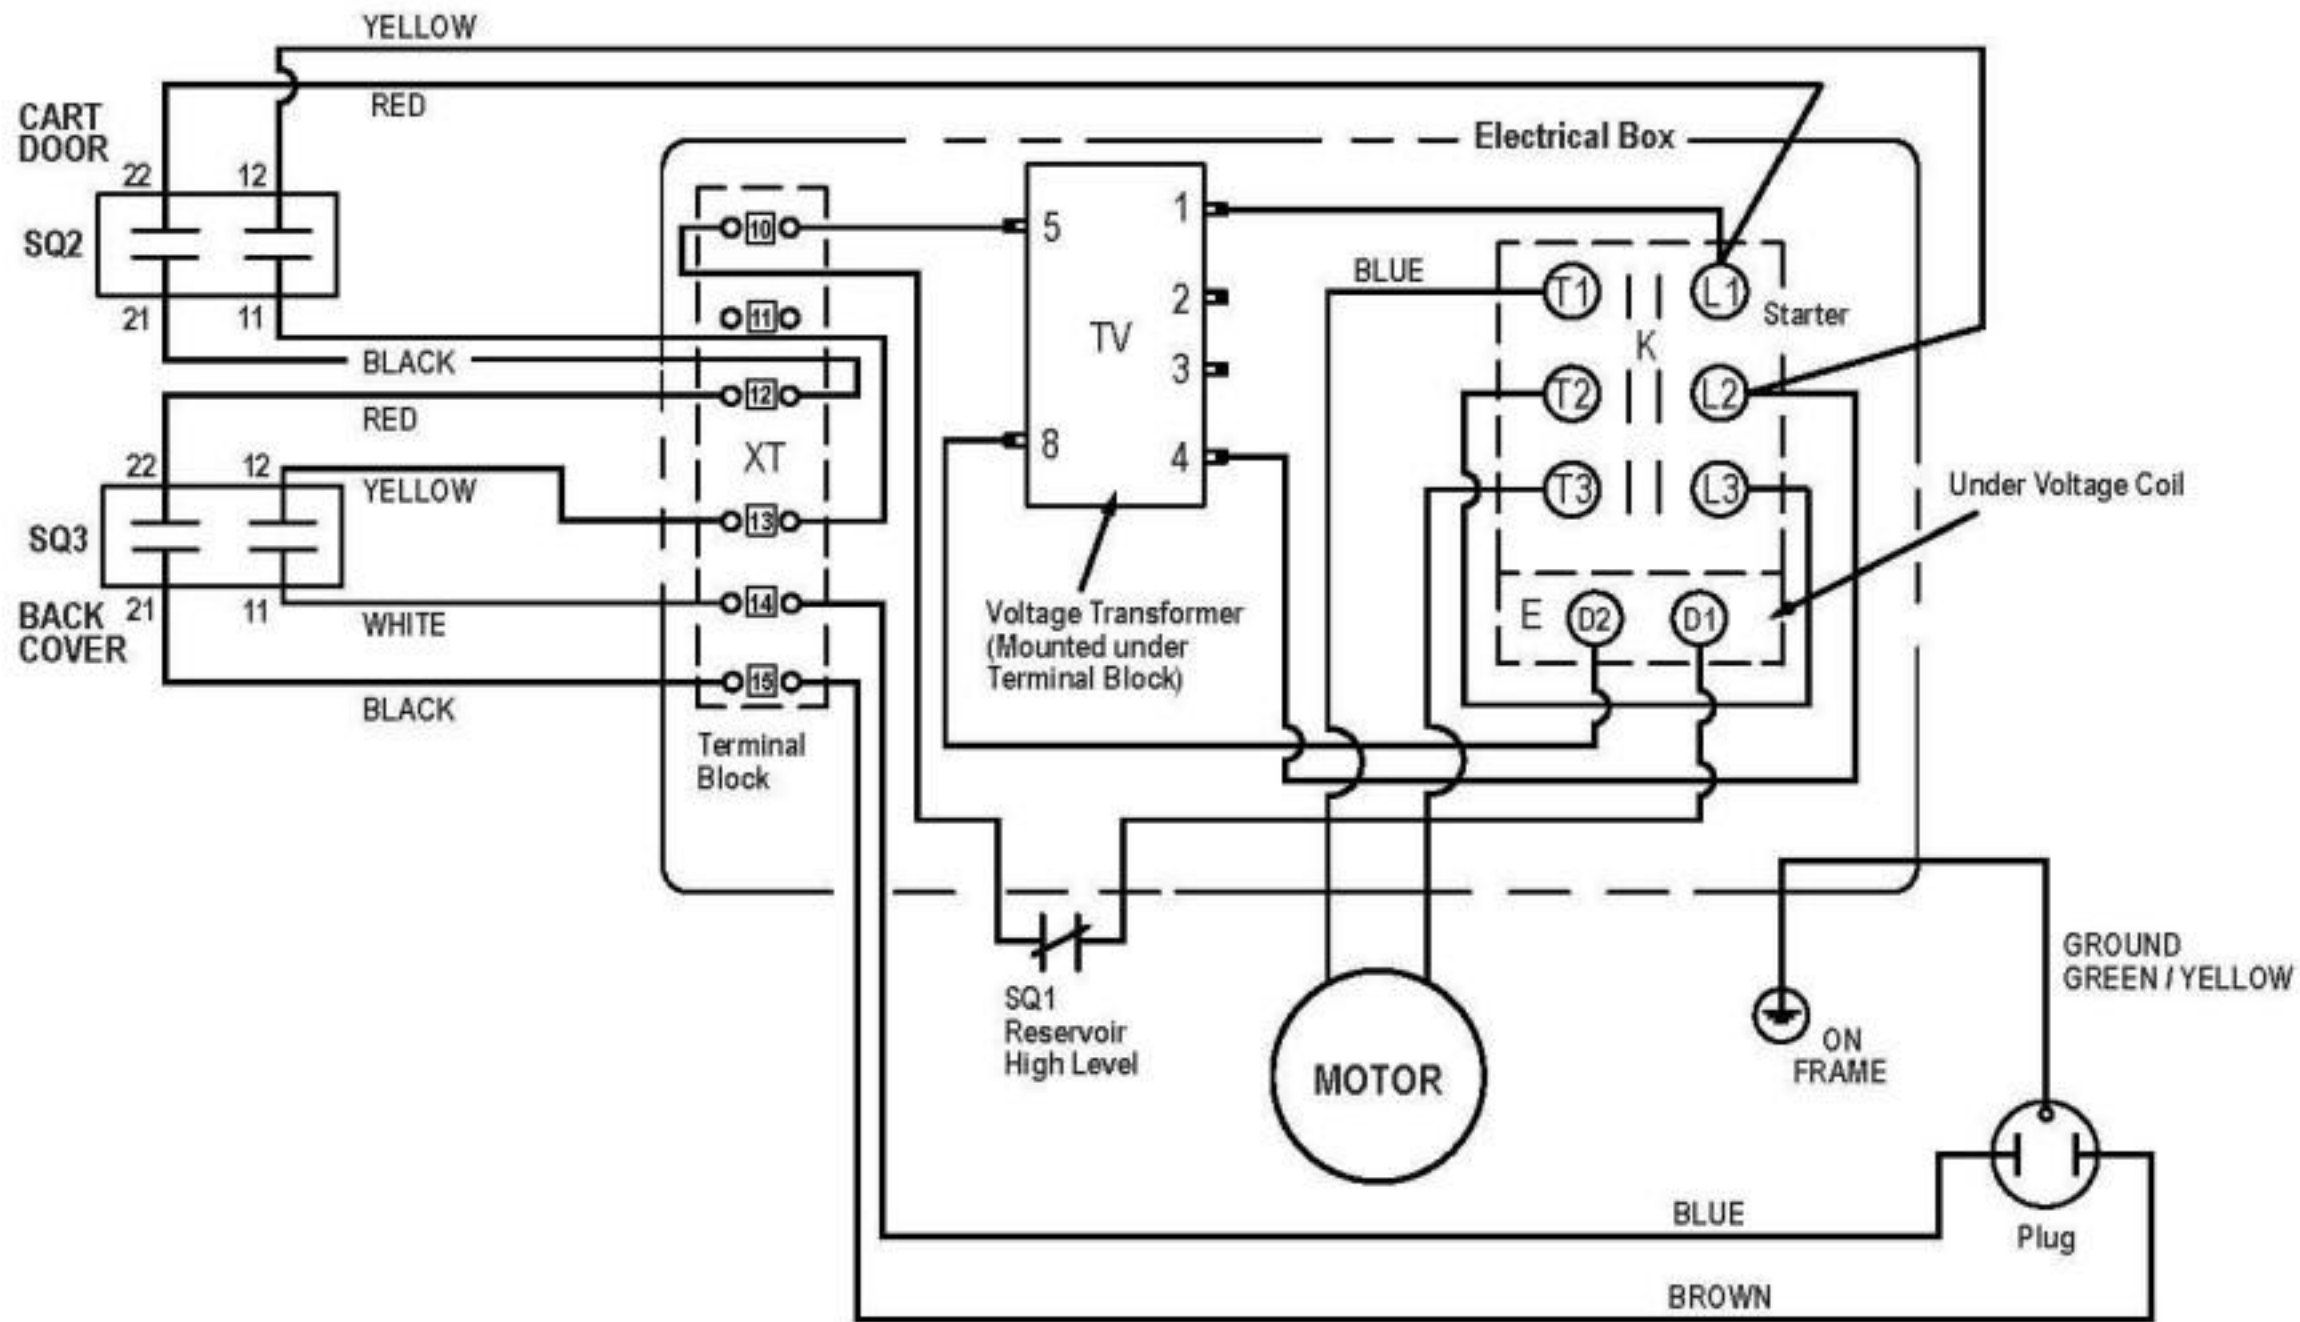 YELLOW
RED
CART
DOOR
22
12
SQ2
21
11
BLACK
RED
22
12
YELLOW
SQ3
BACK
COVER
21
11
WHITE
BLACK
Electrical Box
10
11
12
XT
13
14
15
Terminal
Block
5
8
TV
1
2
3
4
Voltage Transformer
(Mounted under
Terminal Block)
BLUE
T1
L1
Starter
K
T2
L2
T3
L3
Under Voltage Coil
E
D2
D1
SQ1
Reservoir
High Level
MOTOR
GROUND
GREEN / YELLOW
ON
FRAME
Plug
BLUE
BROWN